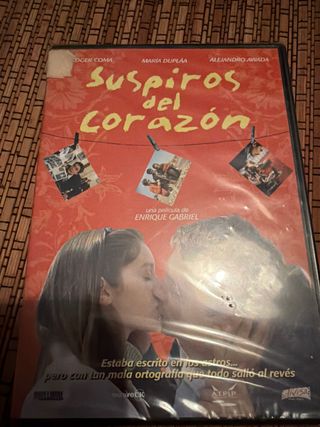 ROGER COMA MARÍA DUPLÁA ALEJANDRO AWADA
Suspiros
del
corazón
una película de
ENRIQUE GABRIEL
Estaba escrito en los astros...
pero con tan mala ortografía que todo salió al revés